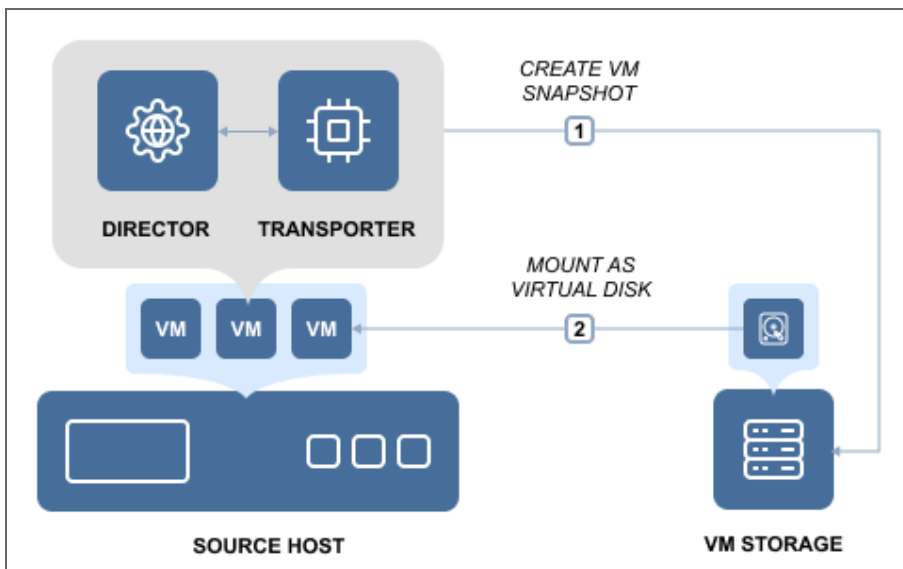 CREATE VM
SNAPSHOT
1
DIRECTOR
TRANSPORTER
MOUNT AS
VIRTUAL DISK
VM
VM
VM
2
SOURCE HOST
VM STORAGE